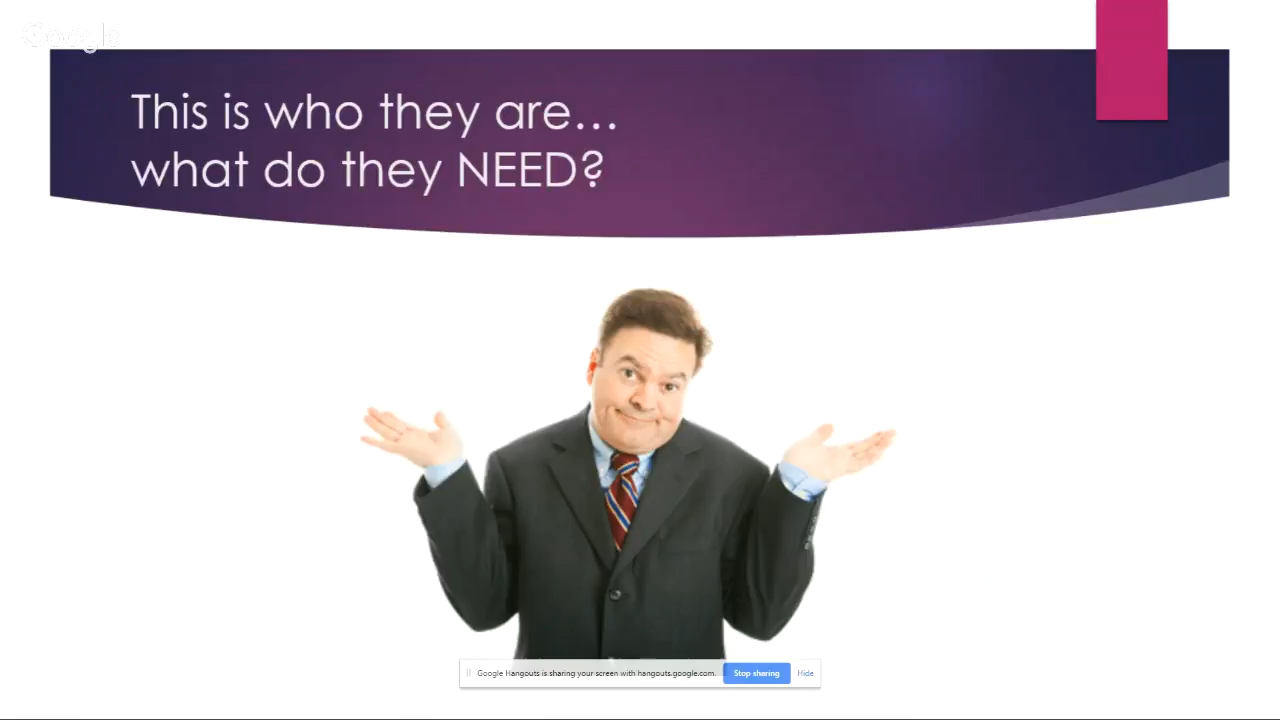 Google
This is who they are...
what do they NEED?
Google Hangouts is sharing your screen with hangouts.google.com.
Stop sharing
Hide